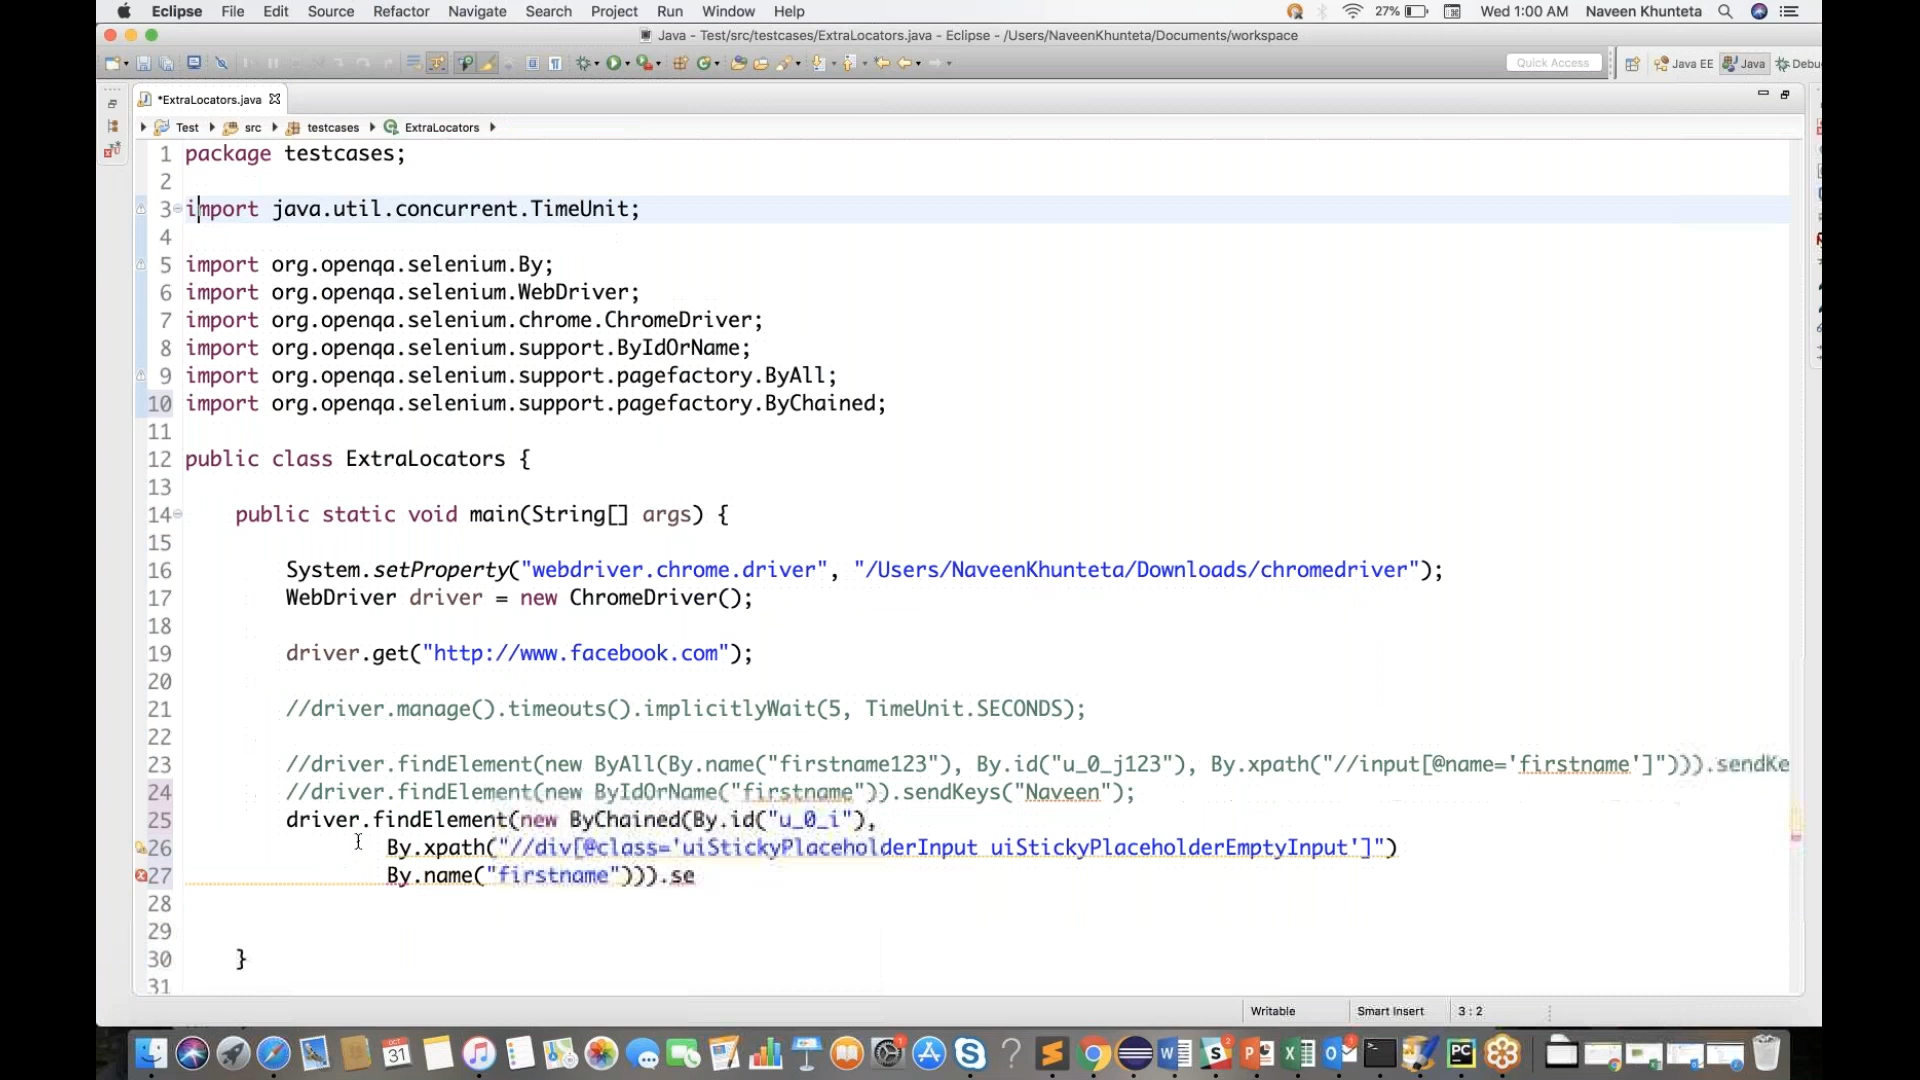 Eclipse File Edit Source Refactor Navigate Search Project Run Window Help 27% Wed 1:00 AM Naveen Khunteta
Java - Test/src/testcases/ExtraLocators.java - Eclipse - /Users/NaveenKhunteta/Documents/workspace
Quick Access Java EE Java Debu
*ExtraLocators.java
Test src testcases ExtraLocators
1 package testcases;
2
3 import java.util.concurrent.TimeUnit;
4
5 import org.openqa.selenium.By;
6 import org.openqa.selenium.WebDriver;
7 import org.openqa.selenium.chrome.ChromeDriver;
8 import org.openqa.selenium.support.ByIdOrName;
9 import org.openqa.selenium.support.pagefactory.ByAll;
10 import org.openqa.selenium.support.pagefactory.ByChained;
11
12 public class ExtraLocators {
13
14 public static void main(String[] args) {
15
16 System.setProperty("webdriver.chrome.driver", "/Users/NaveenKhunteta/Downloads/chromedriver");
17 WebDriver driver = new ChromeDriver();
18
19 driver.get("http://www.facebook.com");
20
21 //driver.manage().timeouts().implicitlyWait(5, TimeUnit.SECONDS);
22
23 //driver.findElement(new ByAll(By.name("firstname123"), By.id("u_0_j123"), By.xpath("//input[@name='firstname']"))).sendKe
24 //driver.findElement(new ByIdOrName("firstname")).sendKeys("Naveen");
25 driver.findElement(new ByChained(By.id("u_0_i"),
26 By.xpath("//div[@class='uiStickyPlaceholderInput uiStickyPlaceholderEmptyInput']")
27 By.name("firstname"))).se
28
29
30 }
31
Writable Smart Insert 3 : 2